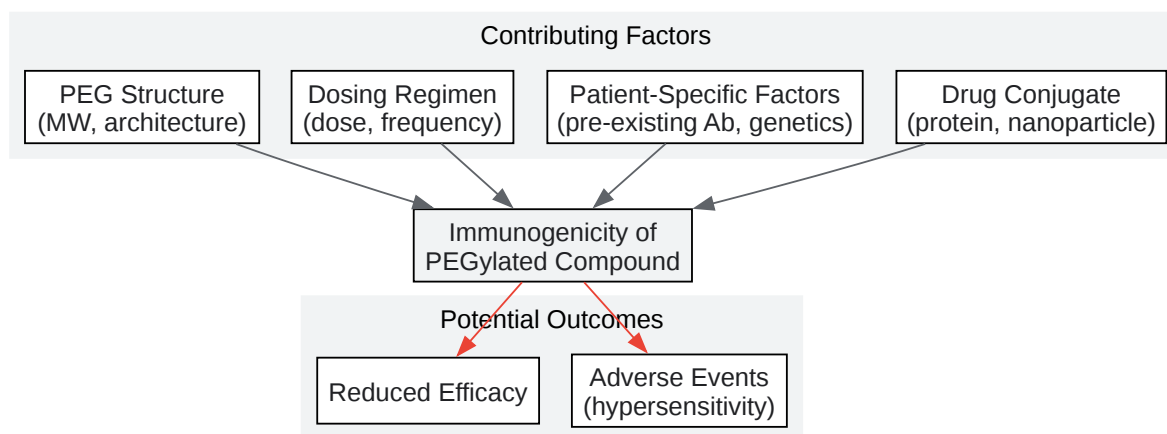 Contributing Factors
PEG Structure
(MW, architecture)
Dosing Regimen
(dose, frequency)
Patient-Specific Factors
(pre-existing Ab, genetics)
Drug Conjugate
(protein, nanoparticle)
Immunogenicity of
PEGylated Compound
Potential Outcomes
Reduced Efficacy
Adverse Events
(hypersensitivity)